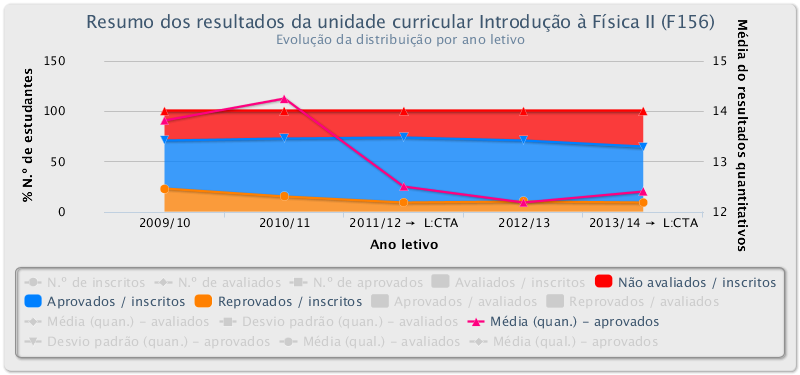 Resumo dos resultados da unidade curricular Introdução à Física II (F156)
Evolução da distribuição por ano letivo
% N.º de estudantes
150
100
50
0
15
14
13
12
Média do resultados quantitativos
2009/10 2010/11 2011/12 → L:CTA 2012/13 2013/14 → L:CTA
Ano letivo
N.º de inscritos N.º de avaliados N.º de aprovados Avaliados / inscritos Não avaliados / inscritos
Aprovados / inscritos Reprovados / inscritos Aprovados / avaliados Reprovados / avaliados
Média (quan.) – avaliados Desvio padrão (quan.) – avaliados Média (quan.) – aprovados
Desvio padrão (quan.) – aprovados Média (qual.) – avaliados Média (qual.) – aprovados